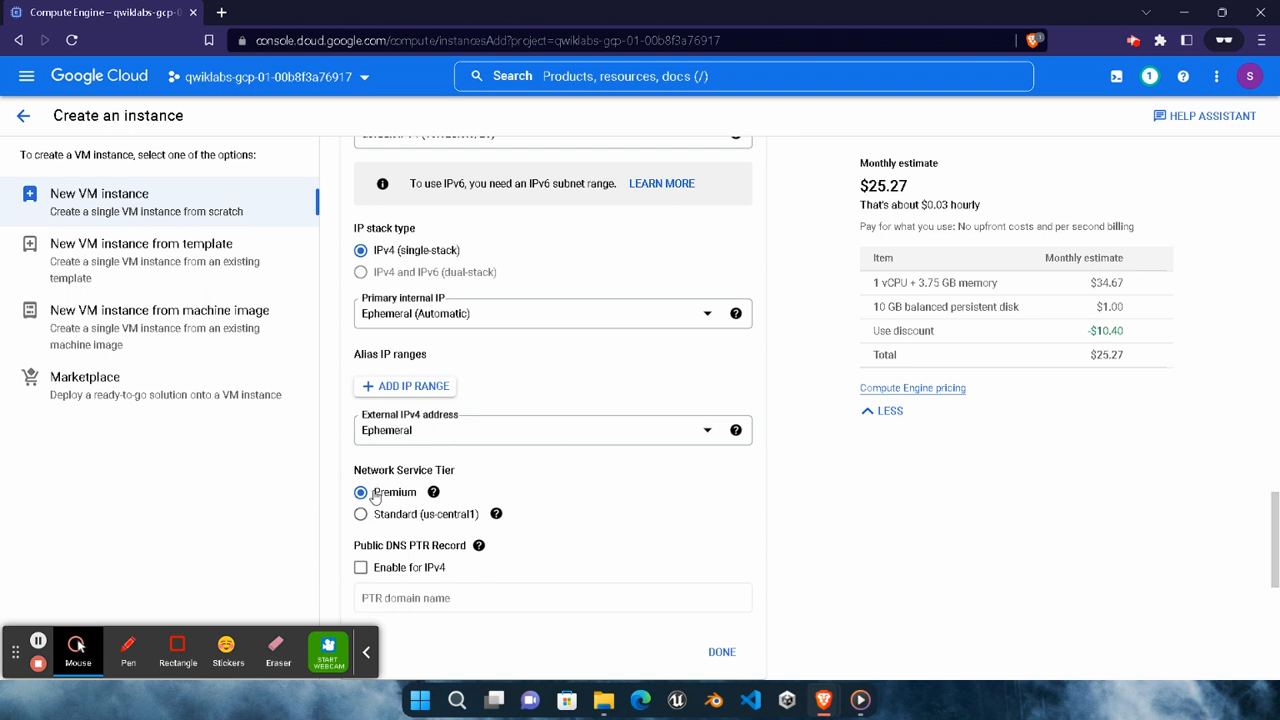 Compute Engine – qwiklabs-gcp-0
console.cloud.google.com/compute/instancesAdd?project=qwiklabs-gcp-01-00b8f3a76917
1
Google Cloud
qwiklabs-gcp-01-00b8f3a76917
Search Products, resources, docs (/)
1
S
Create an instance
HELP ASSISTANT
To create a VM instance, select one of the options:
New VM instance
Create a single VM instance from scratch
New VM instance from template
Create a single VM instance from an existing
template
New VM instance from machine image
Create a single VM instance from an existing
machine image
Marketplace
Deploy a ready-to-go solution onto a VM instance
To use IPv6, you need an IPv6 subnet range. LEARN MORE
IP stack type
IPv4 (single-stack)
IPv4 and IPv6 (dual-stack)
Primary internal IP
Ephemeral (Automatic)
Alias IP ranges
+ ADD IP RANGE
External IPv4 address
Ephemeral
Network Service Tier
Premium
Standard (us-central1)
Public DNS PTR Record
Enable for IPv4
PTR domain name
DONE
Monthly estimate
$25.27
That's about $0.03 hourly
Pay for what you use: No upfront costs and per second billing
Item Monthly estimate
1 vCPU + 3.75 GB memory $34.67
10 GB balanced persistent disk $1.00
Use discount -$10.40
Total $25.27
Compute Engine pricing
LESS
Mouse
Pen
Rectangle
Stickers
Eraser
START
WEBCAM